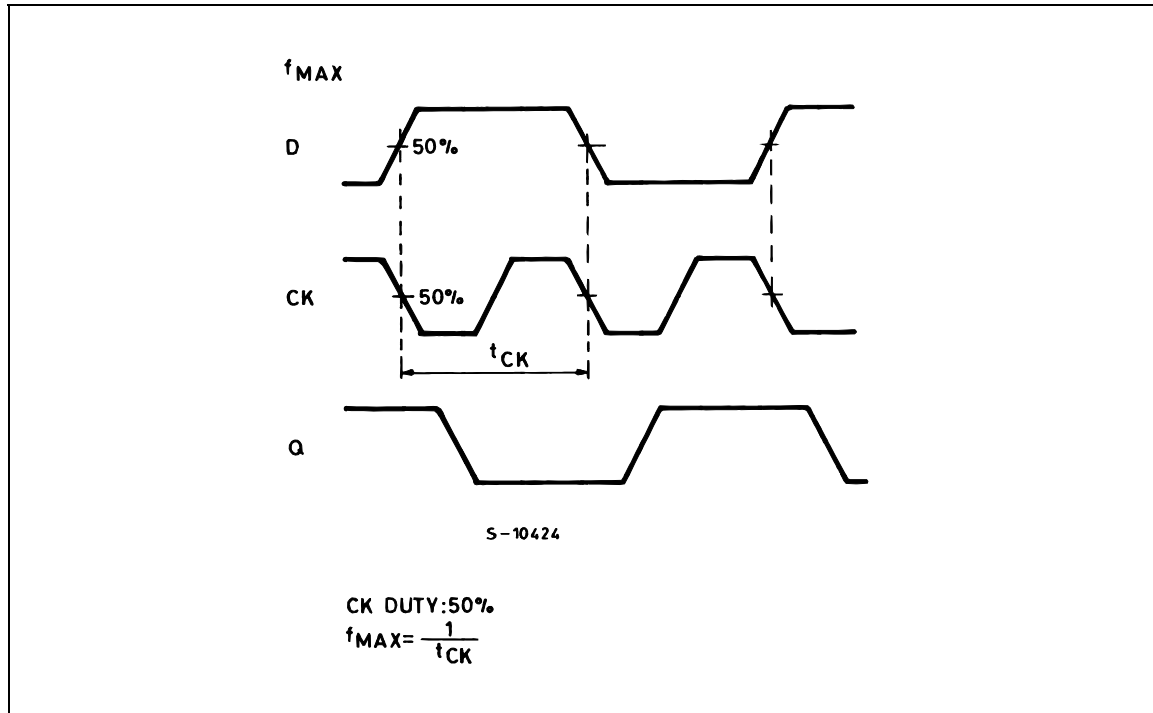 fMAX
D
50%
CK
50%
tCK
Q
S-10424
CK DUTY:50%
fMAX= 1
tCK